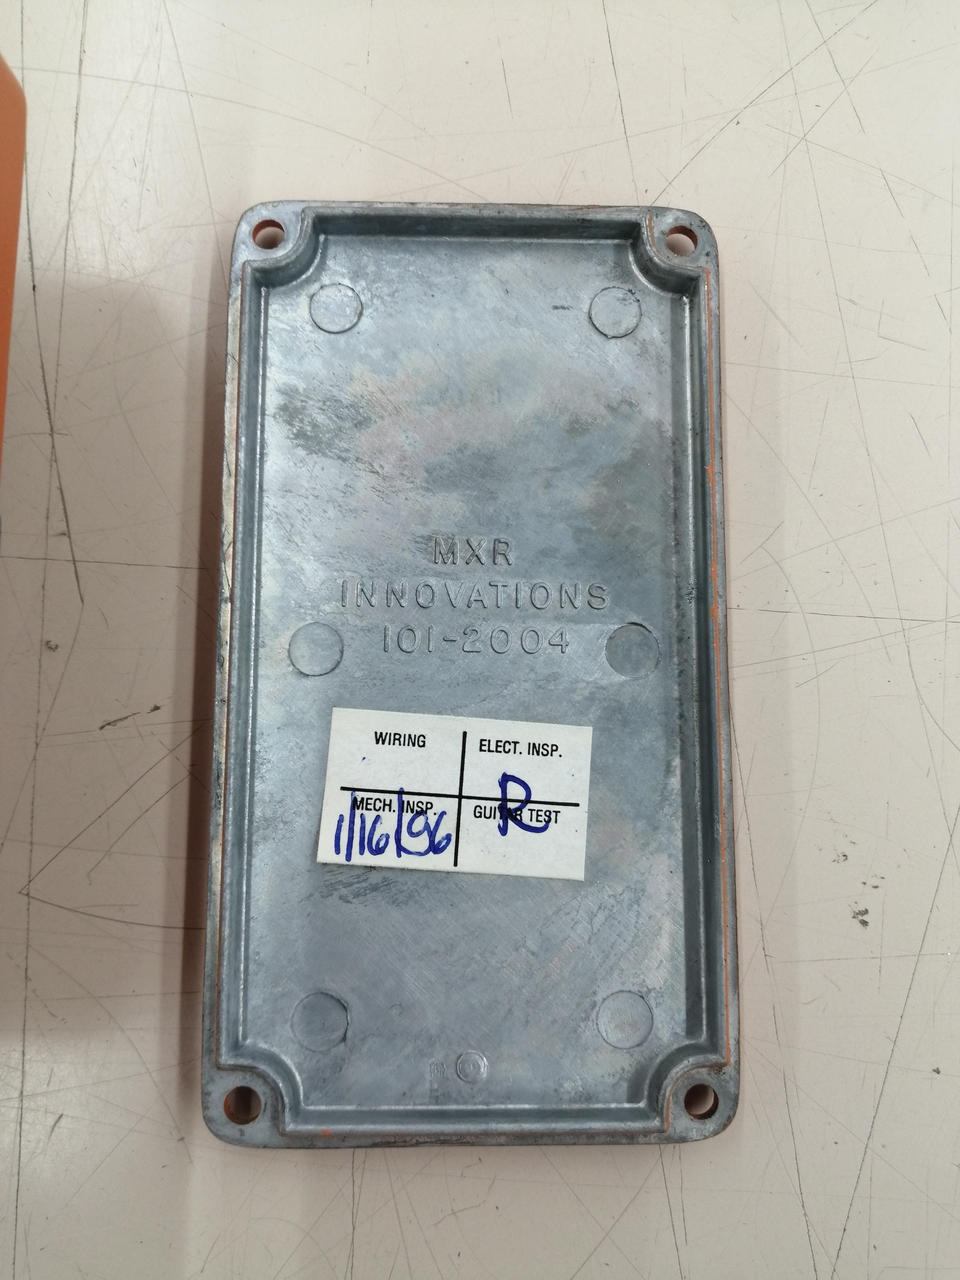 MXR
INNOVATIONS
101-2004
WIRING
ELECT. INSP.
R
MECH. INSP.
1/16/96
GUITAR TEST